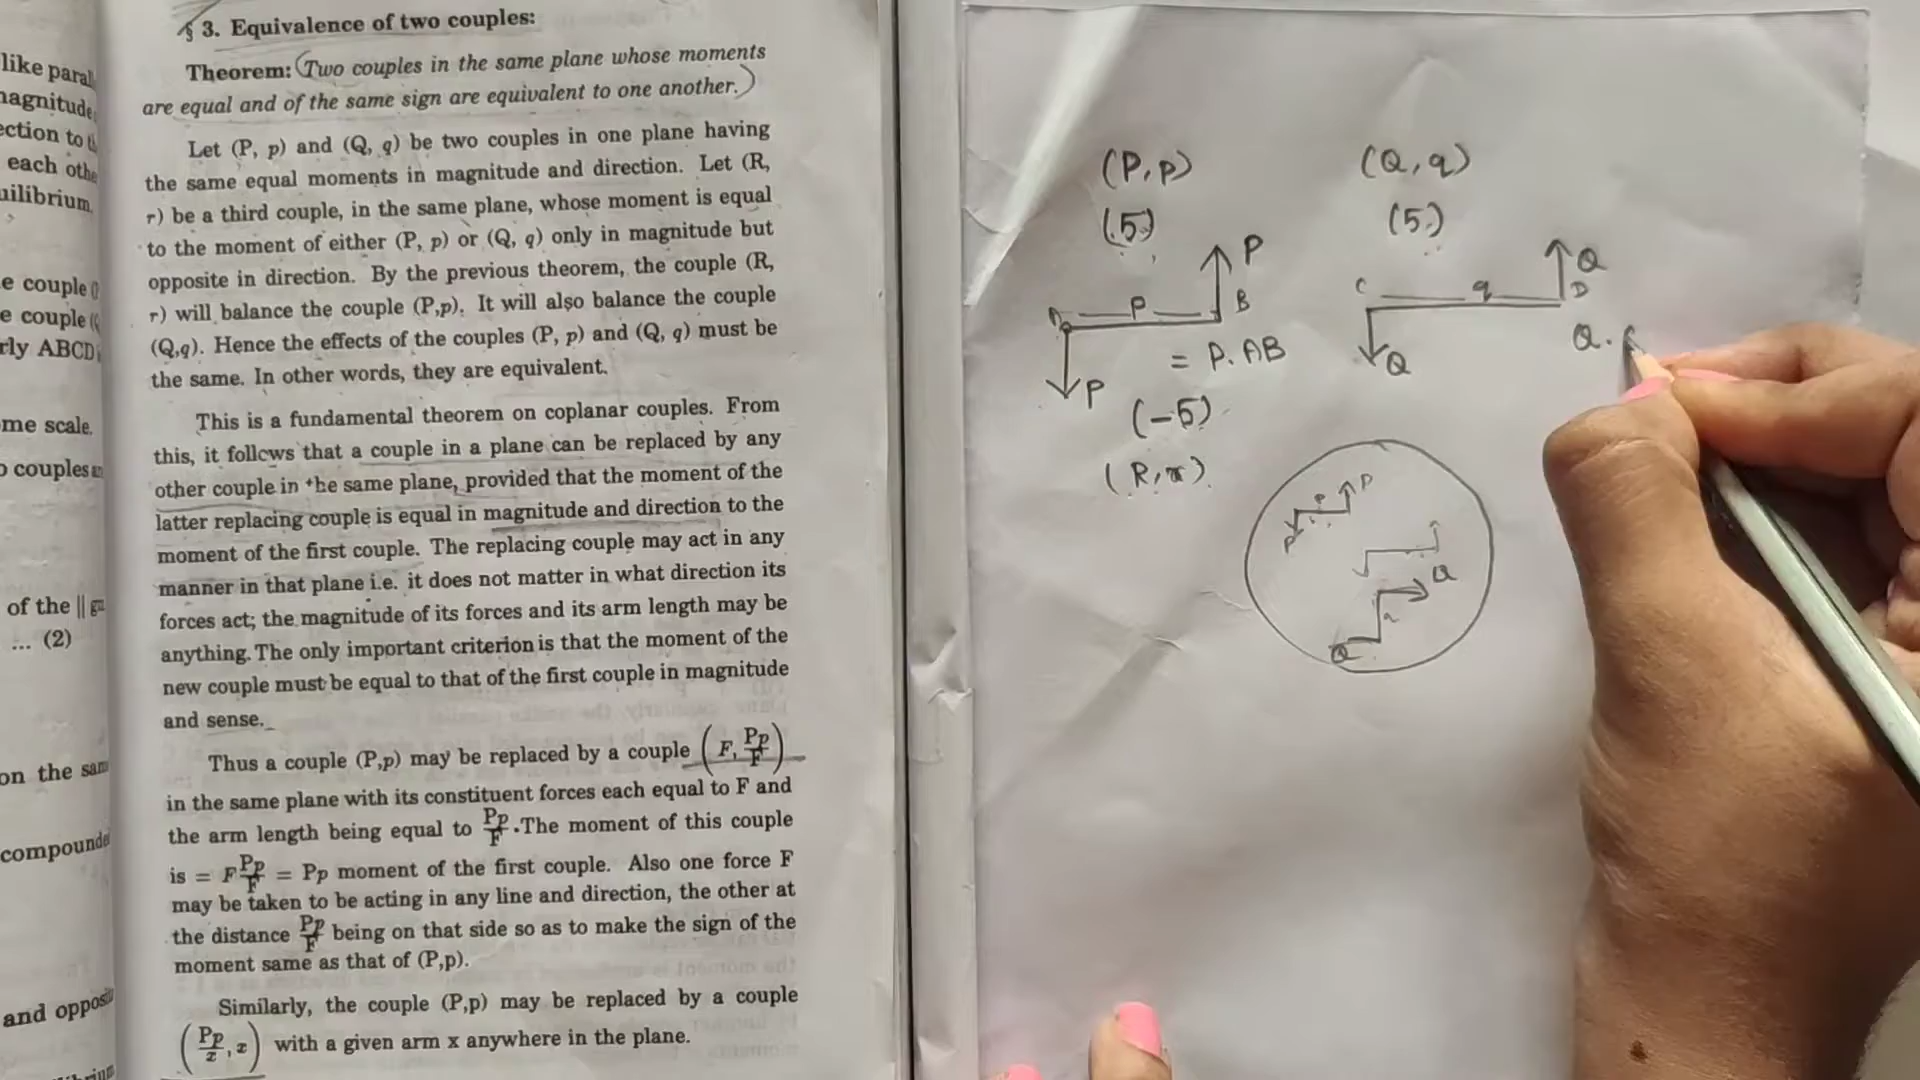 like paral
magnitude
ection to th
each othe
uilibrium.
e couple (
e couple (
rly ABCD i
me scale.
o couples an
of the ||
... (2)
on the sam
compounde
and opposi
§ 3. Equivalence of two couples:
Theorem: (Two couples in the same plane whose moments
are equal and of the same sign are equivalent to one another.)
Let (P, p) and (Q, q) be two couples in one plane having
the same equal moments in magnitude and direction. Let (R,
r) be a third couple, in the same plane, whose moment is equal
to the moment of either (P, p) or (Q, q) only in magnitude but
opposite in direction. By the previous theorem, the couple (R,
r) will balance the couple (P,p). It will also balance the couple
(Q,q). Hence the effects of the couples (P, p) and (Q, q) must be
the same. In other words, they are equivalent.
This is a fundamental theorem on coplanar couples. From
this, it follcws that a couple in a plane can be replaced by any
other couple in the same plane, provided that the moment of the
latter replacing couple is equal in magnitude and direction to the
moment of the first couple. The replacing couple may act in any
manner in that plane i.e. it does not matter in what direction its
forces act; the magnitude of its forces and its arm length may be
anything. The only important criterion is that the moment of the
new couple must be equal to that of the first couple in magnitude
and sense.
Thus a couple (P,p) may be replaced by a couple (F, Pp/F)
in the same plane with its constituent forces each equal to F and
the arm length being equal to Pp/F. The moment of this couple
is = F Pp/F = Pp moment of the first couple. Also one force F
may be taken to be acting in any line and direction, the other at
the distance Pp/F being on that side so as to make the sign of the
moment same as that of (P,p).
Similarly, the couple (P,p) may be replaced by a couple
(Pp/x, x) with a given arm x anywhere in the plane.
(P, p) (Q, q)
(5) (5)
P Q
A p B C q D
= P. AB Q.
P Q
(-5)
(R, r)
P p P
Q
q
Q